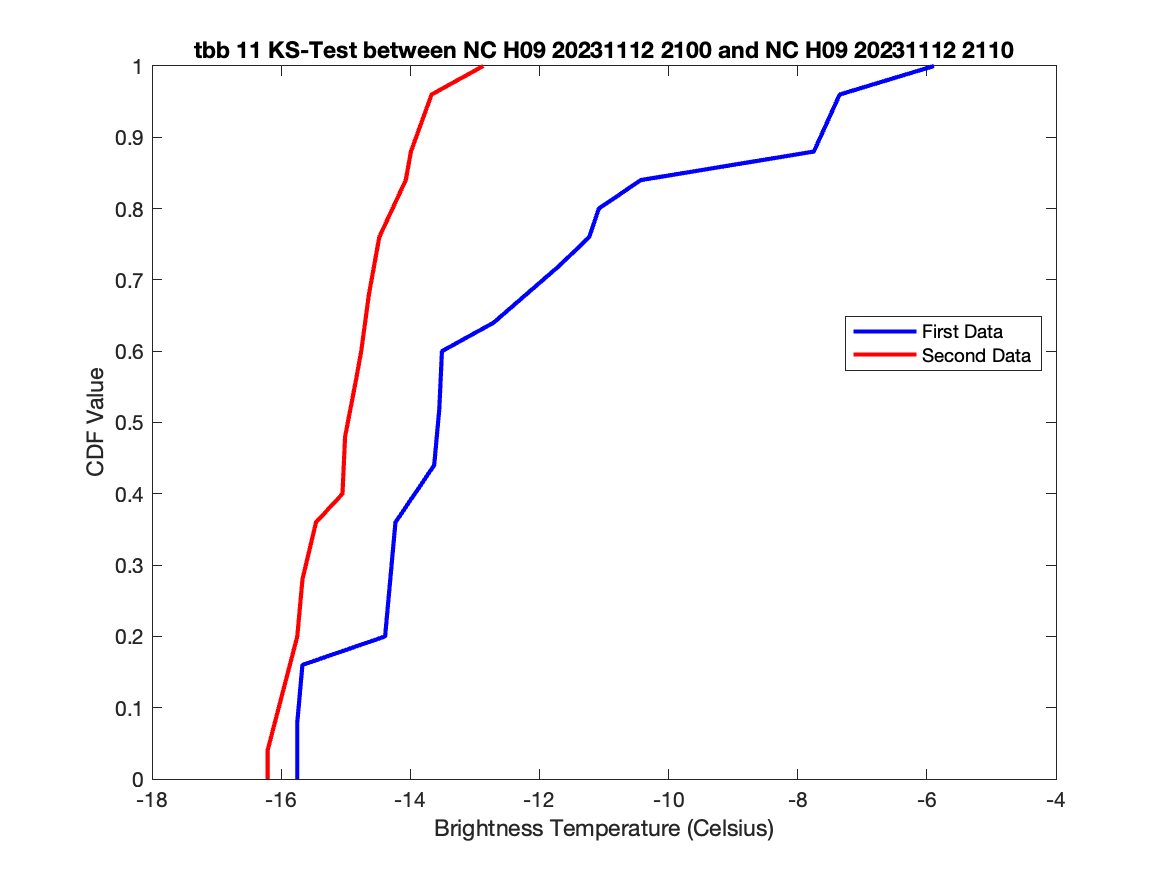 tbb 11 KS-Test between NC H09 20231112 2100 and NC H09 20231112 2110
1
0.9
0.8
0.7
0.6
0.5
0.4
0.3
0.2
0.1
0
CDF Value
First Data
Second Data
-18 -16 -14 -12 -10 -8 -6 -4
Brightness Temperature (Celsius)